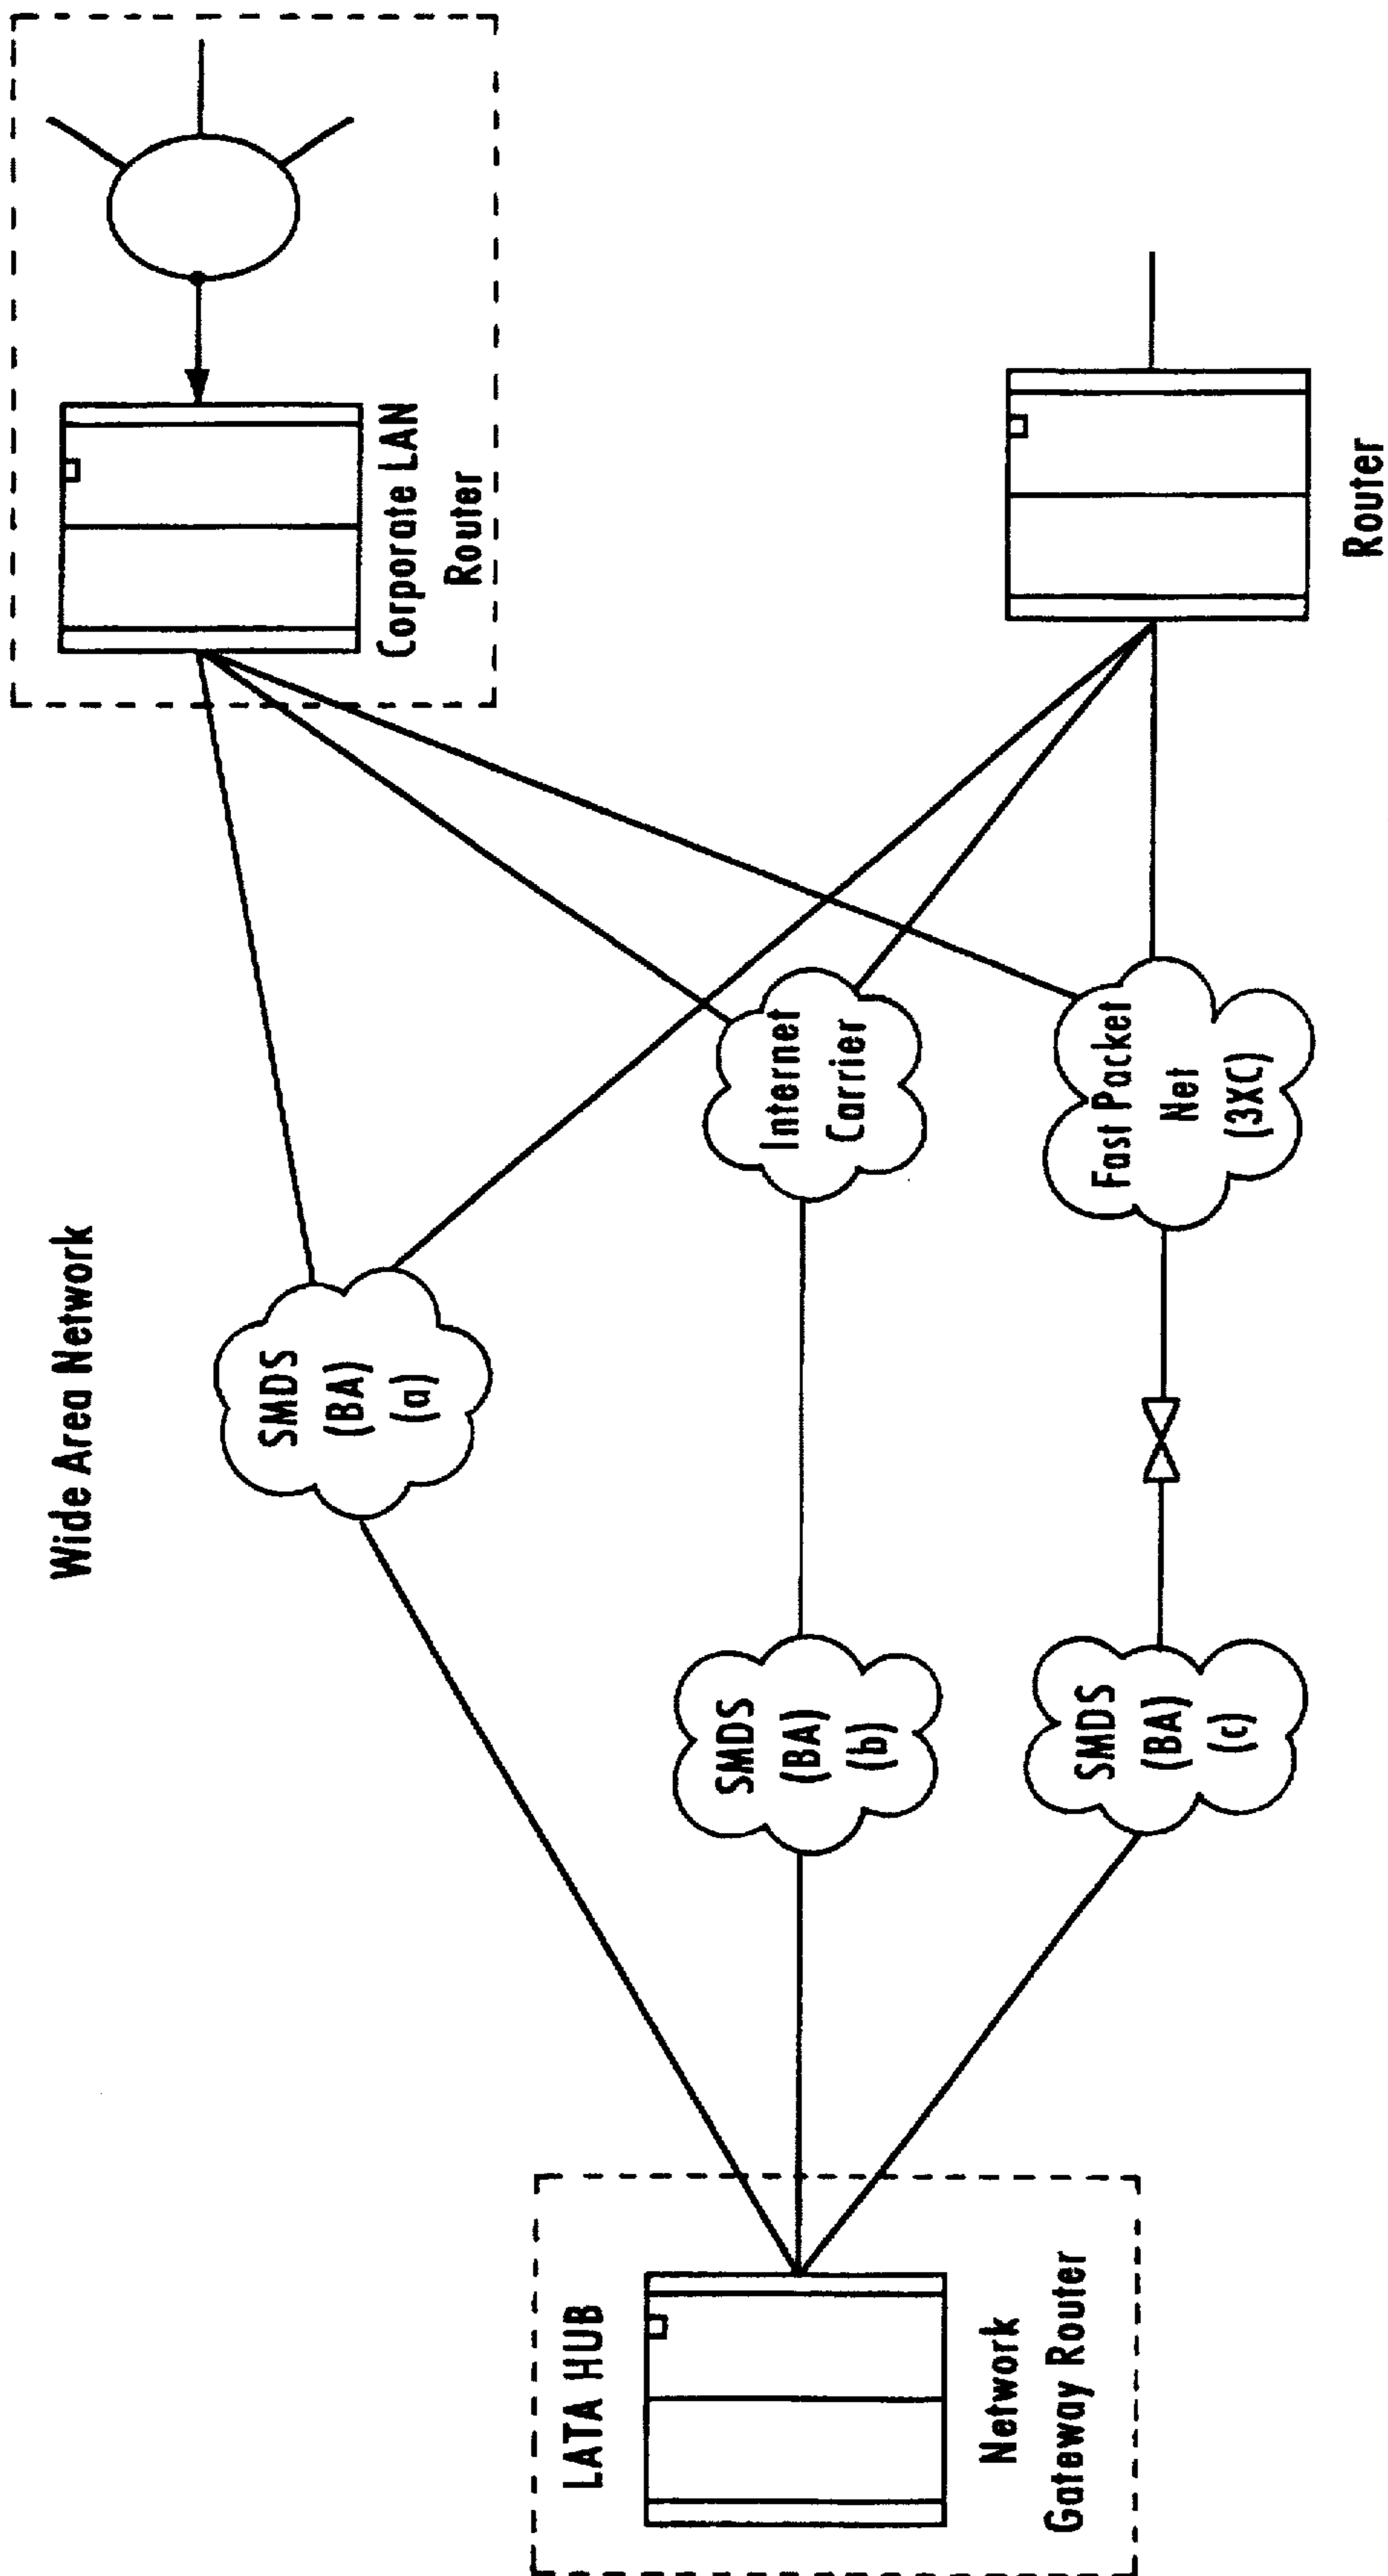 Wide Area Network
LATA HUB
Network
Gateway Router
SMDS
(BA)
(a)
SMDS
(BA)
(b)
SMDS
(BA)
(c)
Internet
Carrier
Fast Packet
Net
(3XC)
Corporate LAN
Router
Router